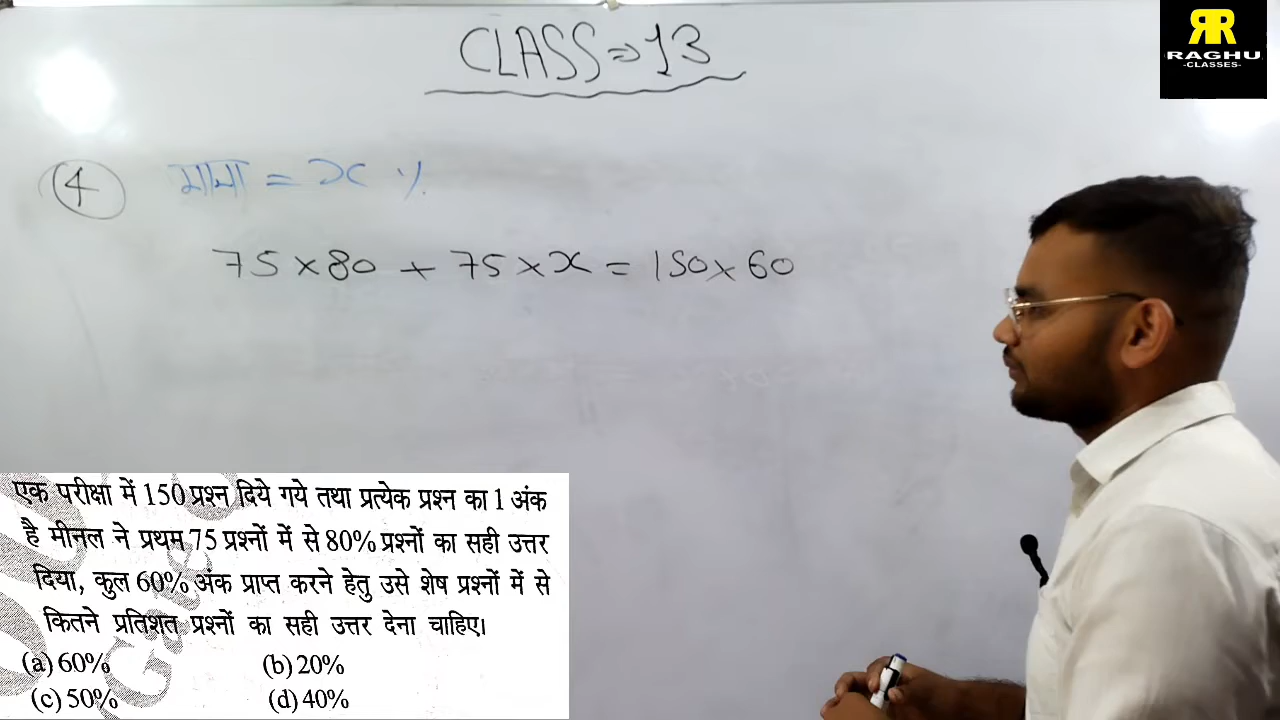 CLASS ⇒ 13
RAGHU
-CLASSES-
4 माना = x %
75 × 80 + 75 × x = 150 × 60
एक परीक्षा में 150 प्रश्न दिये गये तथा प्रत्येक प्रश्न का 1 अंक
है मीनल ने प्रथम 75 प्रश्नों में से 80% प्रश्नों का सही उत्तर
दिया, कुल 60% अंक प्राप्त करने हेतु उसे शेष प्रश्नों में से
कितने प्रतिशत प्रश्नों का सही उत्तर देना चाहिए।
(a) 60% (b) 20%
(c) 50% (d) 40%